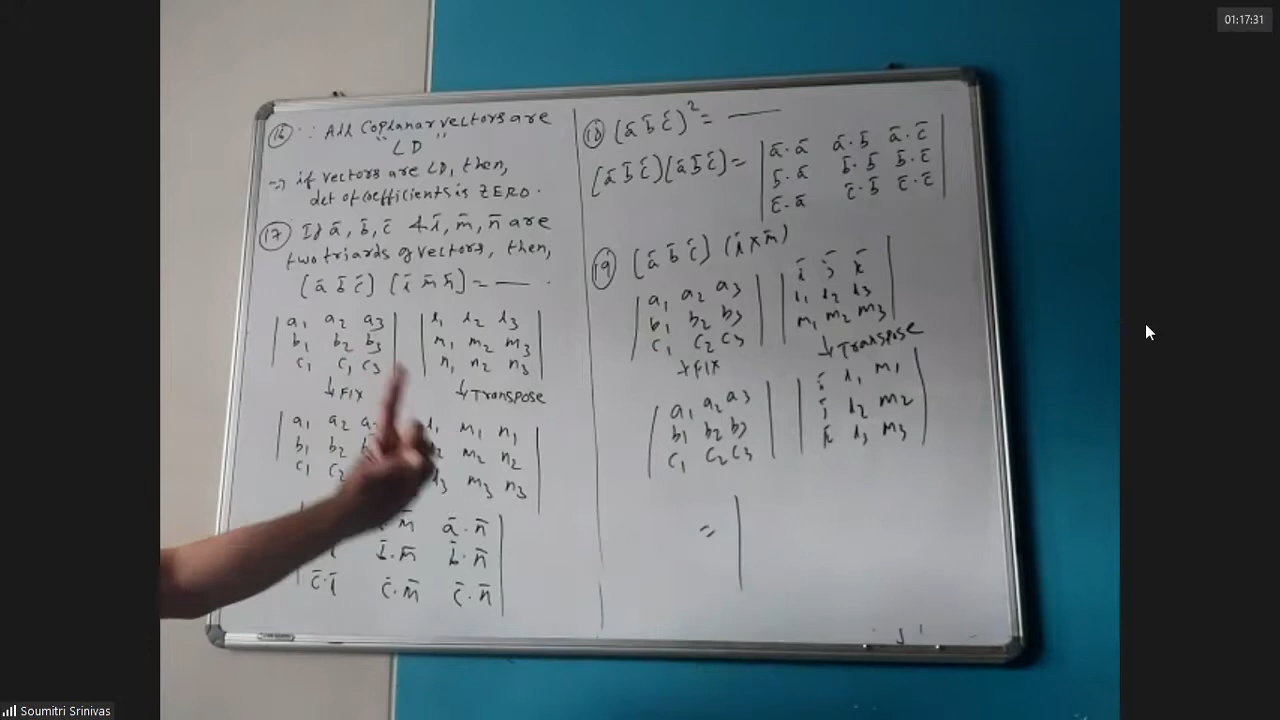 01:17:31
(16) ∴ All "Coplanar" vectors are
LD
⇒ if vectors are LD, then,
det of coefficients is ZERO.
(17) If ā, b̄, c̄ & l̄, m̄, n̄ are
two triards of vectors, then,
[ā b̄ c̄] [l̄ m̄ n̄] = —— .
| a₁ a₂ a₃ | | l₁ l₂ l₃ |
| b₁ b₂ b₃ | | m₁ m₂ m₃ |
| c₁ c₂ c₃ | | n₁ n₂ n₃ |
↓ FIX ↓ Transpose
| a₁ a₂ l₁ m₁ n₁ |
| b₁ b₂ m₂ n₂ |
| c₁ c₂ l₃ m₃ n₃ |
m̄ ā·n̄ |
b̄·m̄ b̄·n̄ |
c̄·l̄ c̄·m̄ c̄·n̄ |
(18) [ā b̄ c̄]² = ——
[ā b̄ c̄][ā b̄ c̄] = | ā·ā ā·b̄ ā·c̄ |
| b̄·ā b̄·b̄ b̄·c̄ |
| c̄·ā c̄·b̄ c̄·c̄ |
(19) [ā b̄ c̄] (l̄ × m̄)
| a₁ a₂ a₃ | | ī j̄ k̄ |
| b₁ b₂ b₃ | | l₁ l₂ l₃ |
| c₁ c₂ c₃ | | m₁ m₂ m₃ |
↓ FIX ↓ Transpose
| a₁ a₂ a₃ | | ī l₁ m₁ |
| b₁ b₂ b₃ | | j̄ l₂ m₂ |
| c₁ c₂ c₃ | | k̄ l₃ m₃ |
= |
Soumitri Srinivas